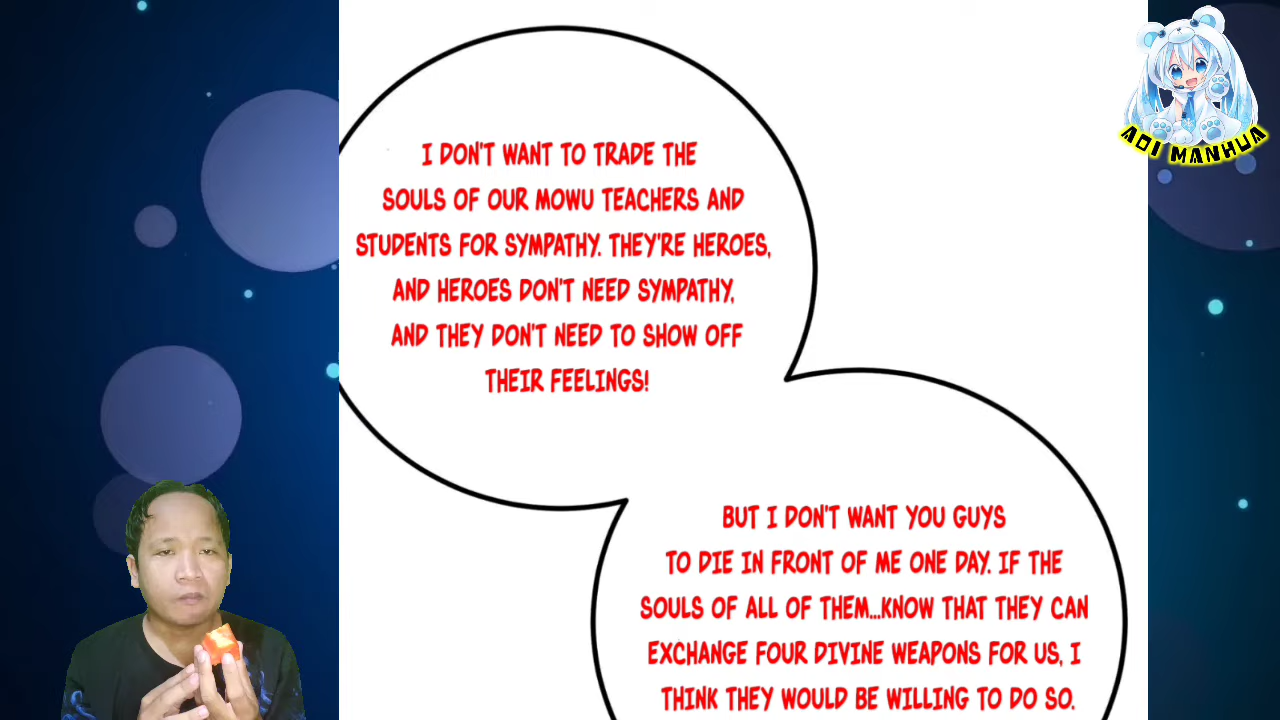 I DON'T WANT TO TRADE THE
SOULS OF OUR MOWU TEACHERS AND
STUDENTS FOR SYMPATHY. THEY'RE HEROES,
AND HEROES DON'T NEED SYMPATHY,
AND THEY DON'T NEED TO SHOW OFF
THEIR FEELINGS!
BUT I DON'T WANT YOU GUYS
TO DIE IN FRONT OF ME ONE DAY. IF THE
SOULS OF ALL OF THEM...KNOW THAT THEY CAN
EXCHANGE FOUR DIVINE WEAPONS FOR US, I
THINK THEY WOULD BE WILLING TO DO SO.
AOI MANHUA